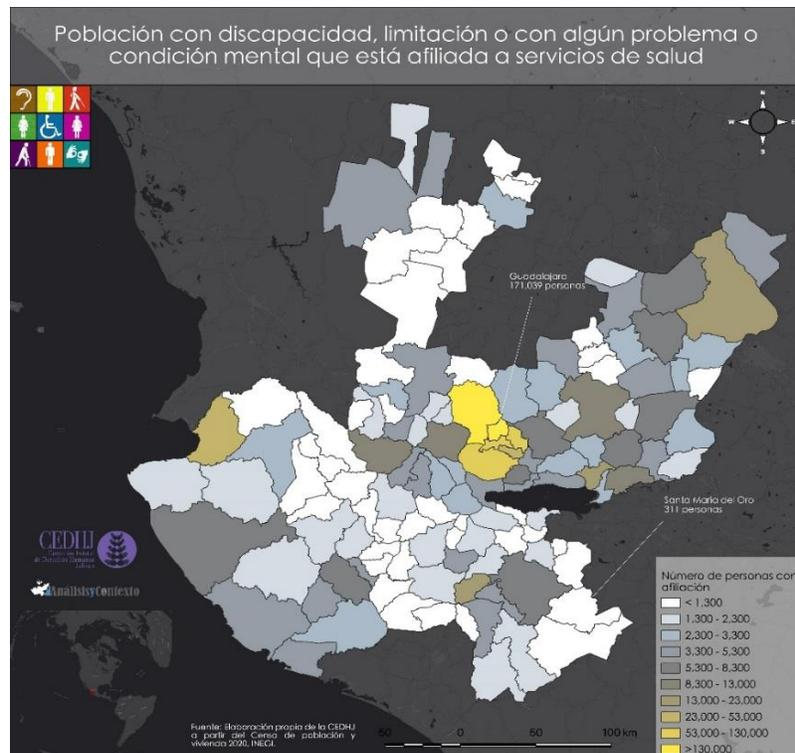 Población con discapacidad, limitación o con algún problema o
condición mental que está afiliada a servicios de salud
N
W
E
S
Guadalajara
171,039 personas
Santa María del Oro
311 personas
CEDHJ
AnálisisyContexto
Número de personas con
afiliación
< 1,300
1,300 - 2,300
2,300 - 3,300
3,300 - 5,300
5,300 - 8,300
8,300 - 13,000
13,000 - 23,000
23,000 - 53,000
53,000 - 130,000
>130,000
Fuente: Elaboración propia de la CEDHJ
a partir del Censo de población y
vivienda 2020, INEGI.
50
0
50
100 km